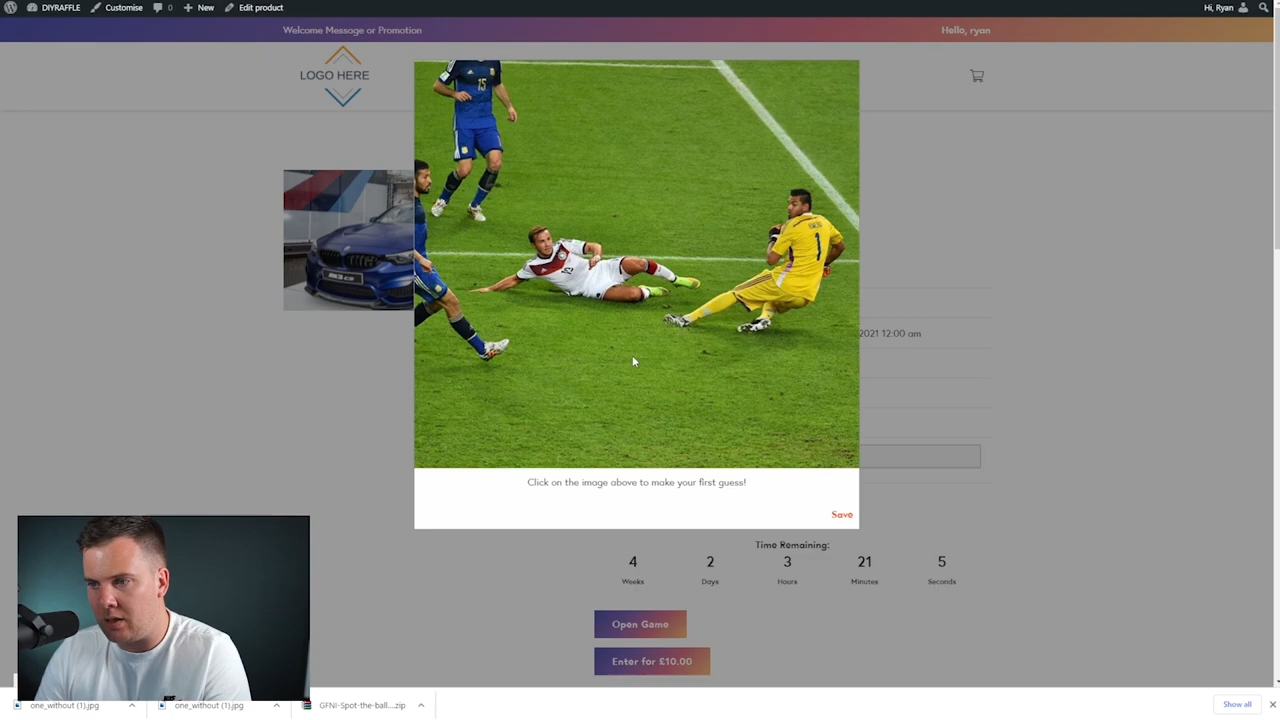 DIYRAFFLE Customise 0 New Edit product Hi, Ryan
Welcome Message or Promotion Hello, ryan
LOGO HERE
15
1
2021 12:00 am
Click on the image above to make your first guess!
Save
Time Remaining:
4 2 3 21 5
Weeks Days Hours Minutes Seconds
Open Game
Enter for £10.00
one_without (1).jpg one_without (1).jpg GFNI-Spot-the-ball....zip Show all